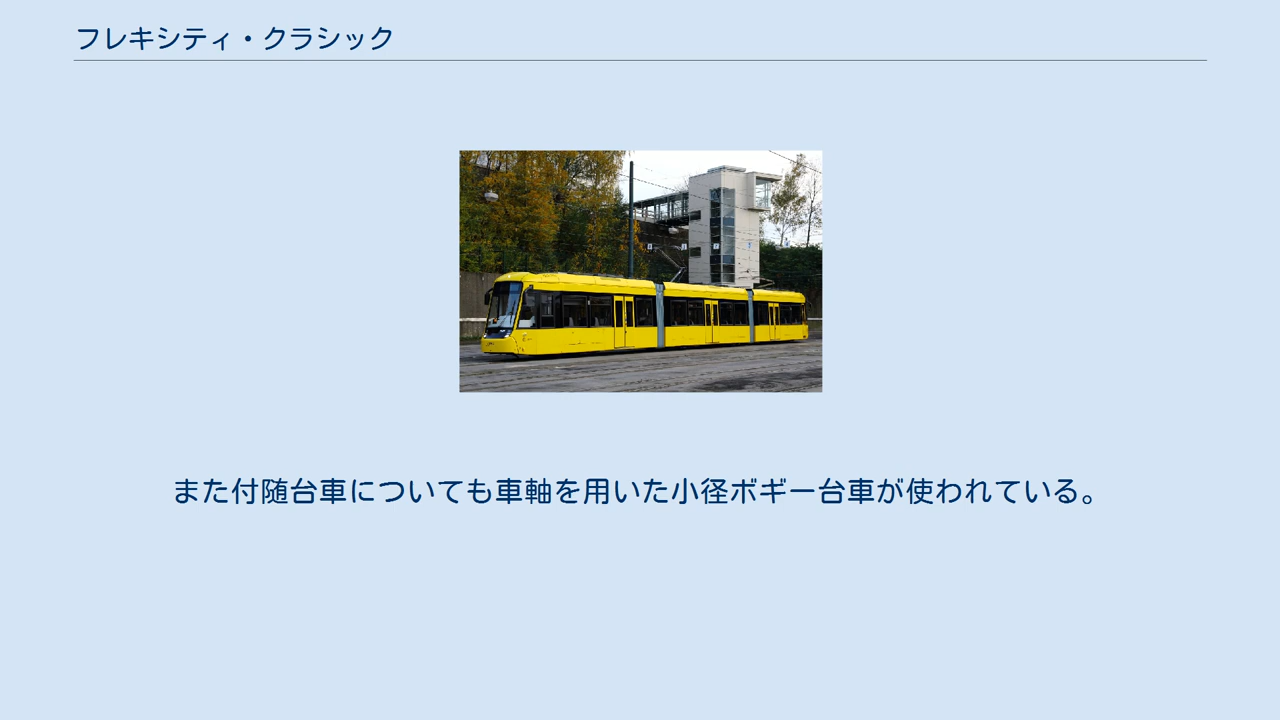 フレキシティ・クラシック
また付随台車についても車軸を用いた小径ボギー台車が使われている。